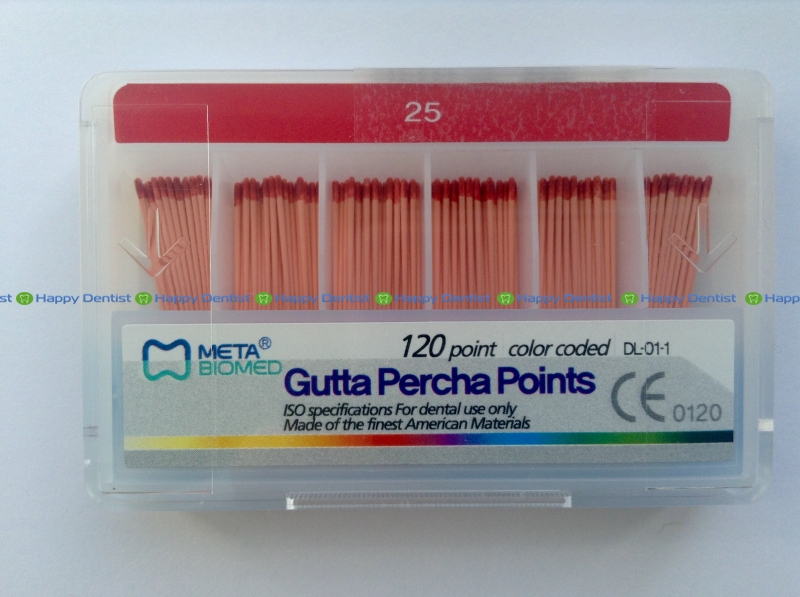 25
st Happy Dentist Happy Dentist Happy Dentist Happy Dentist Happy Dentist Happy Dentist Happ
META® BIOMED
120 point color coded DL-01-1
Gutta Percha Points
ISO specifications For dental use only
Made of the finest American Materials
CE 0120